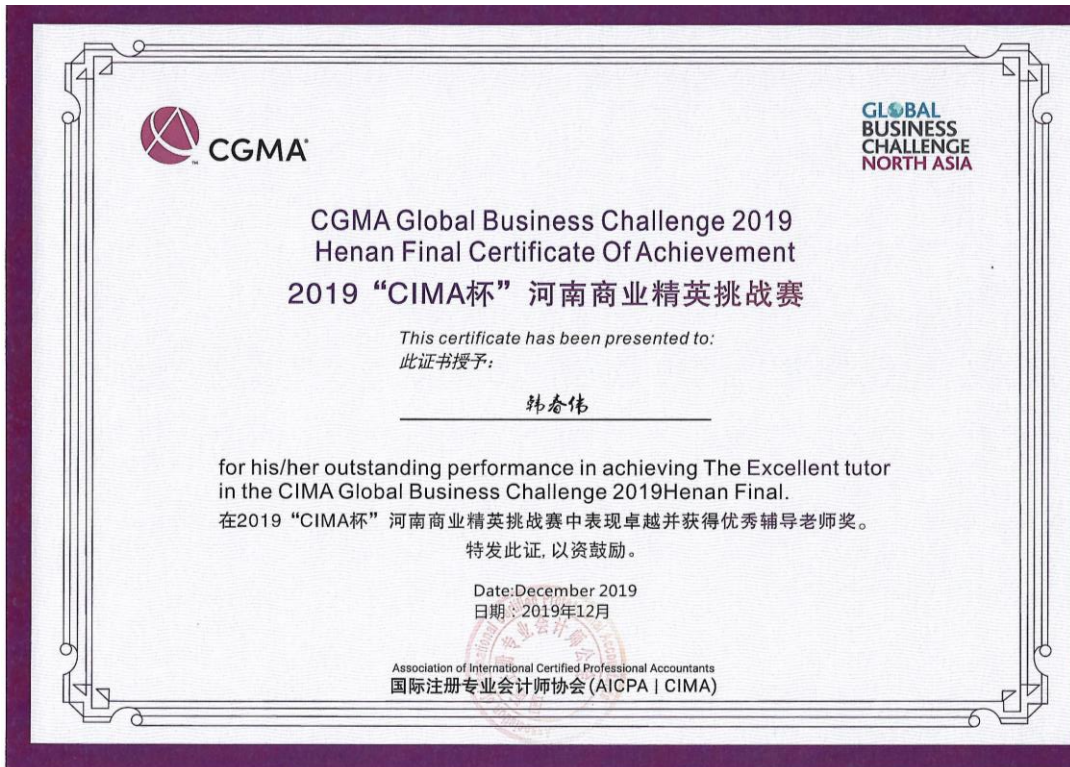 CGMA
GLOBAL
BUSINESS
CHALLENGE
NORTH ASIA
CGMA Global Business Challenge 2019
Henan Final Certificate Of Achievement
2019“CIMA杯”河南商业精英挑战赛
This certificate has been presented to:
此证书授予：
韩春伟
for his/her outstanding performance in achieving The Excellent tutor
in the CIMA Global Business Challenge 2019Henan Final.
在2019“CIMA杯”河南商业精英挑战赛中表现卓越并获得优秀辅导老师奖。
特发此证, 以资鼓励。
Date:December 2019
日期：2019年12月
Association of International Certified Professional Accountants
国际注册专业会计师协会(AICPA | CIMA)